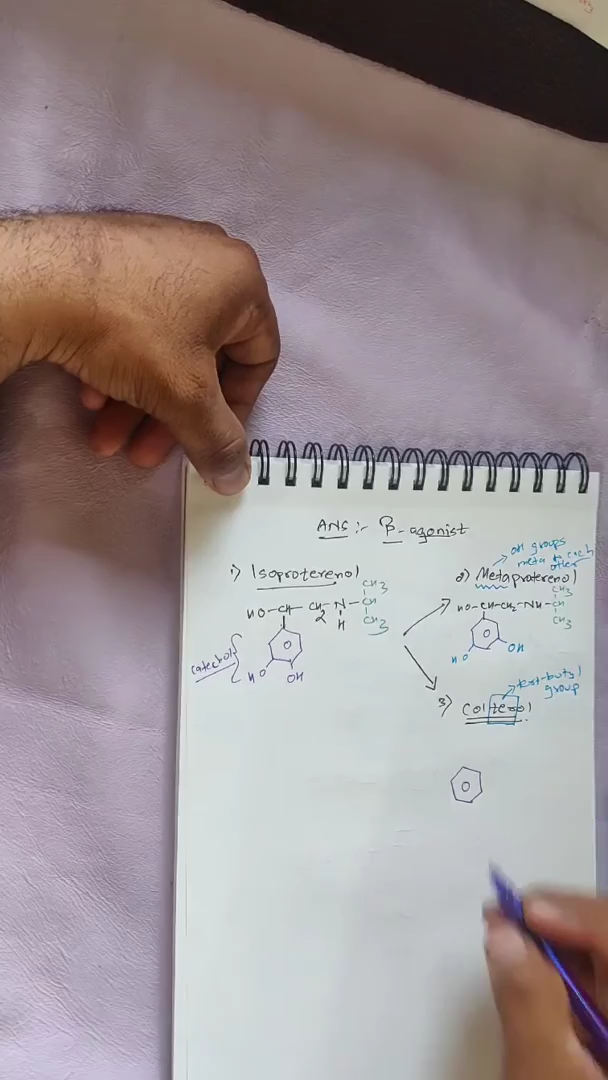 ANS :- β-agonist
OH groups
meta to each
other
1) Isoproterenol
2) Metaproterenol
CH3
HO-CH-CH2-N-CH
H
CH3
catechol
HO
OH
CH3
HO-CH-CH2-NH-CH
CH3
HO
OH
tert-butyl
group
3) Colterol